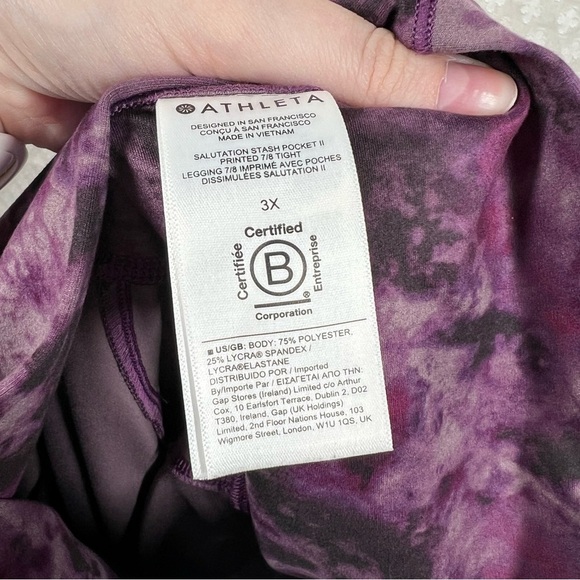 ATHLETA
DESIGNED IN SAN FRANCISCO
CONÇU À SAN FRANCISCO
MADE IN VIETNAM
SALUTATION STASH POCKET II
PRINTED 7/8 TIGHT
LEGGING 7/8 IMPRIMÉ AVEC POCHES
DISSIMULÉES SALUTATION II
3X
Certified
Certifiée
B
Entreprise
®
Corporation
US/GB: BODY: 75% POLYESTER,
25% LYCRA® SPANDEX /
LYCRA®ELASTANE
DISTRIBUIDO POR / Imported
By/Importe Par / ΕΙΣΑΓΕΤΑΙ ΑΠΟ ΤΗΝ:
Gap Stores (Ireland) Limited c/o Arthur
Cox, 10 Earlsfort Terrace, Dublin 2, D02
T380, Ireland, Gap (UK Holdings)
Limited, 2nd Floor Nations House, 103
Wigmore Street, London, W1U 1QS, UK